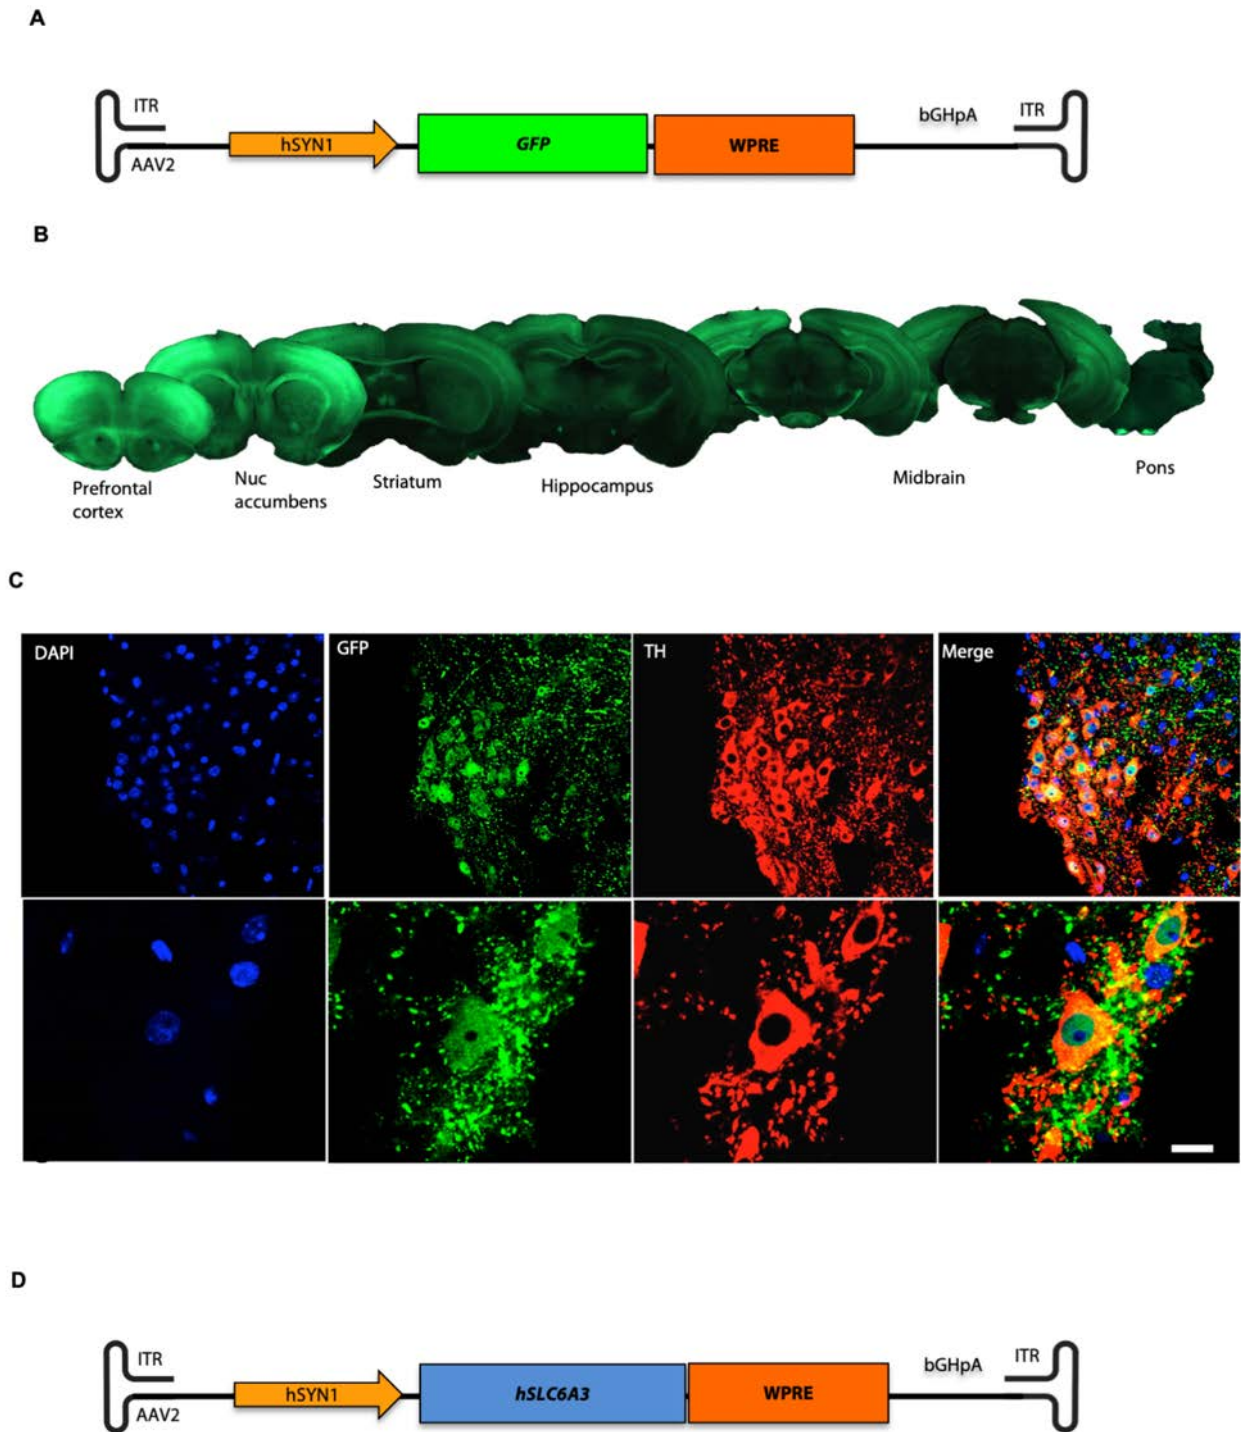 A
ITR
bGHpA
ITR
hSYN1
GFP
WPRE
AAV2
B
Prefrontal
cortex
Nuc
accumbens
Striatum
Hippocampus
Midbrain
Pons
C
DAPI
GFP
TH
Merge
D
ITR
bGHpA
ITR
hSYN1
hSLC6A3
WPRE
AAV2